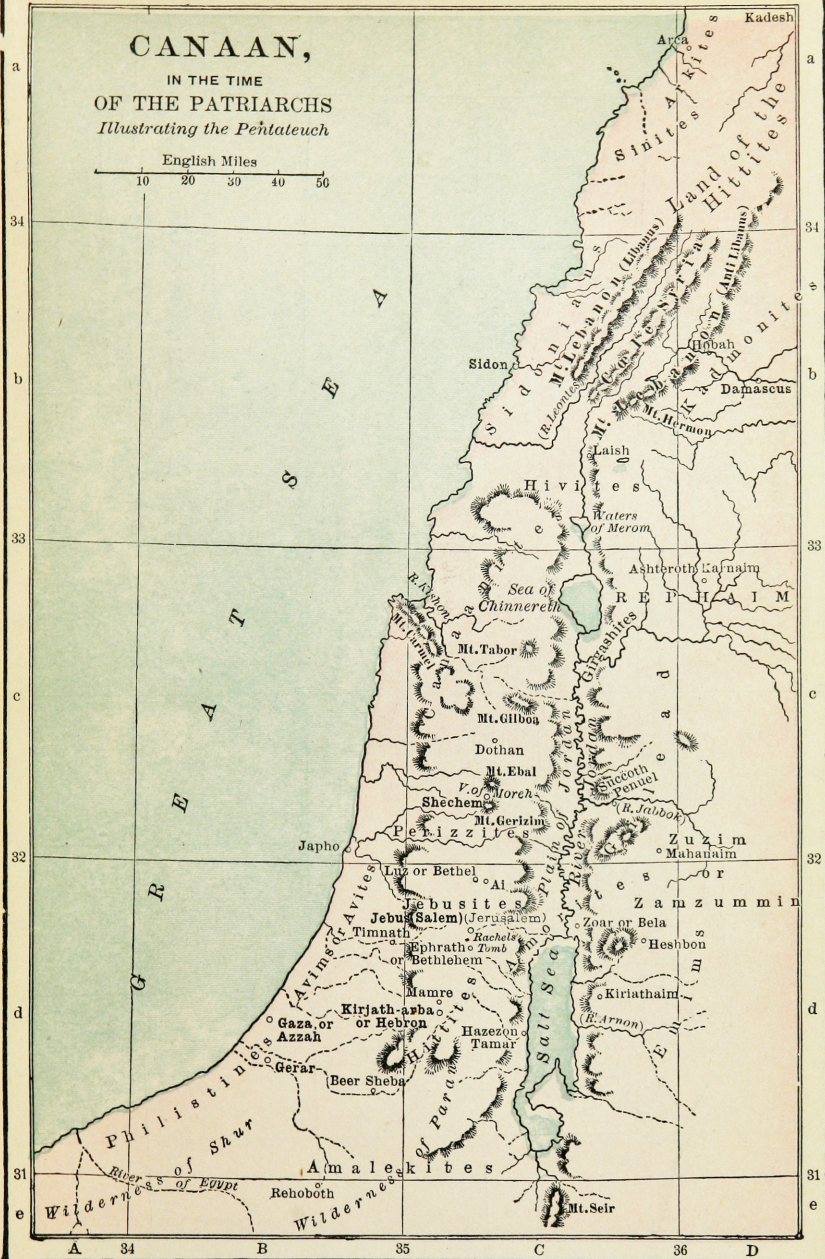 CANAAN,
IN THE TIME
OF THE PATRIARCHS
Illustrating the Pentateuch
English Miles
10 20 30 40 50
Kadesh
Arca
Arkites
Sinites
Land of the
Hittites
a
a
34
34
Mt. Lebanon (Libanus)
Cœle Syria
Mt. Lebanon (Anti Libanus)
Kadmonites
Hobah
Sidon
Sidonians
(R. Leontes)
Damascus
Mt. Hermon
b
b
Laish
Hivites
Waters
of Merom
33
33
Ashteroth Karnaim
REPHAIM
Sea of
Chinnereth
R. Kishon
Mt. Carmel
Canaanites
Mt. Tabor
Girgashites
c
c
Mt. Gilboa
Dothan
Mt. Ebal
V. of Moreh
Shechem
Mt. Gerizim
Perizzites
Plain of Jordan
River Jordan
Succoth
Penuel
(R. Jabbok)
Gilead
Zuzim
or
Zamzummin
Mahanaim
Japho
32
32
Luz or Bethel
Ai
Jebusites
Jebus (Salem) (Jerusalem)
Amorites
Zoar or Bela
Timnath
Rachels
Tomb
Ephrath
or Bethlehem
Heshbon
Avims or Avites
Mamre
Kirjath-arba
or Hebron
Kiriathaim
(R. Arnon)
Emims
Gaza, or
Azzah
Hazezon
Tamar
Salt Sea
Hittites
Gerar
Beer Sheba
d
d
Philistines
Wilderness of Shur
Wilderness of Paran
Amalekites
River of Egypt
Rehoboth
Mt. Seir
31
31
e
e
GREAT SEA
A 34 B 35 C 36 D